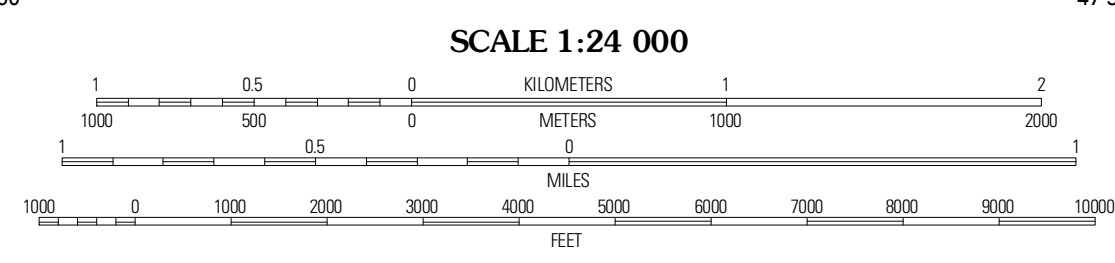 SCALE 1:24 000
1 0.5 0 KILOMETERS 1 2
1000 500 0 METERS 1000 2000
1 0.5 0 1
MILES
1000 0 1000 2000 3000 4000 5000 6000 7000 8000 9000 10000
FEET